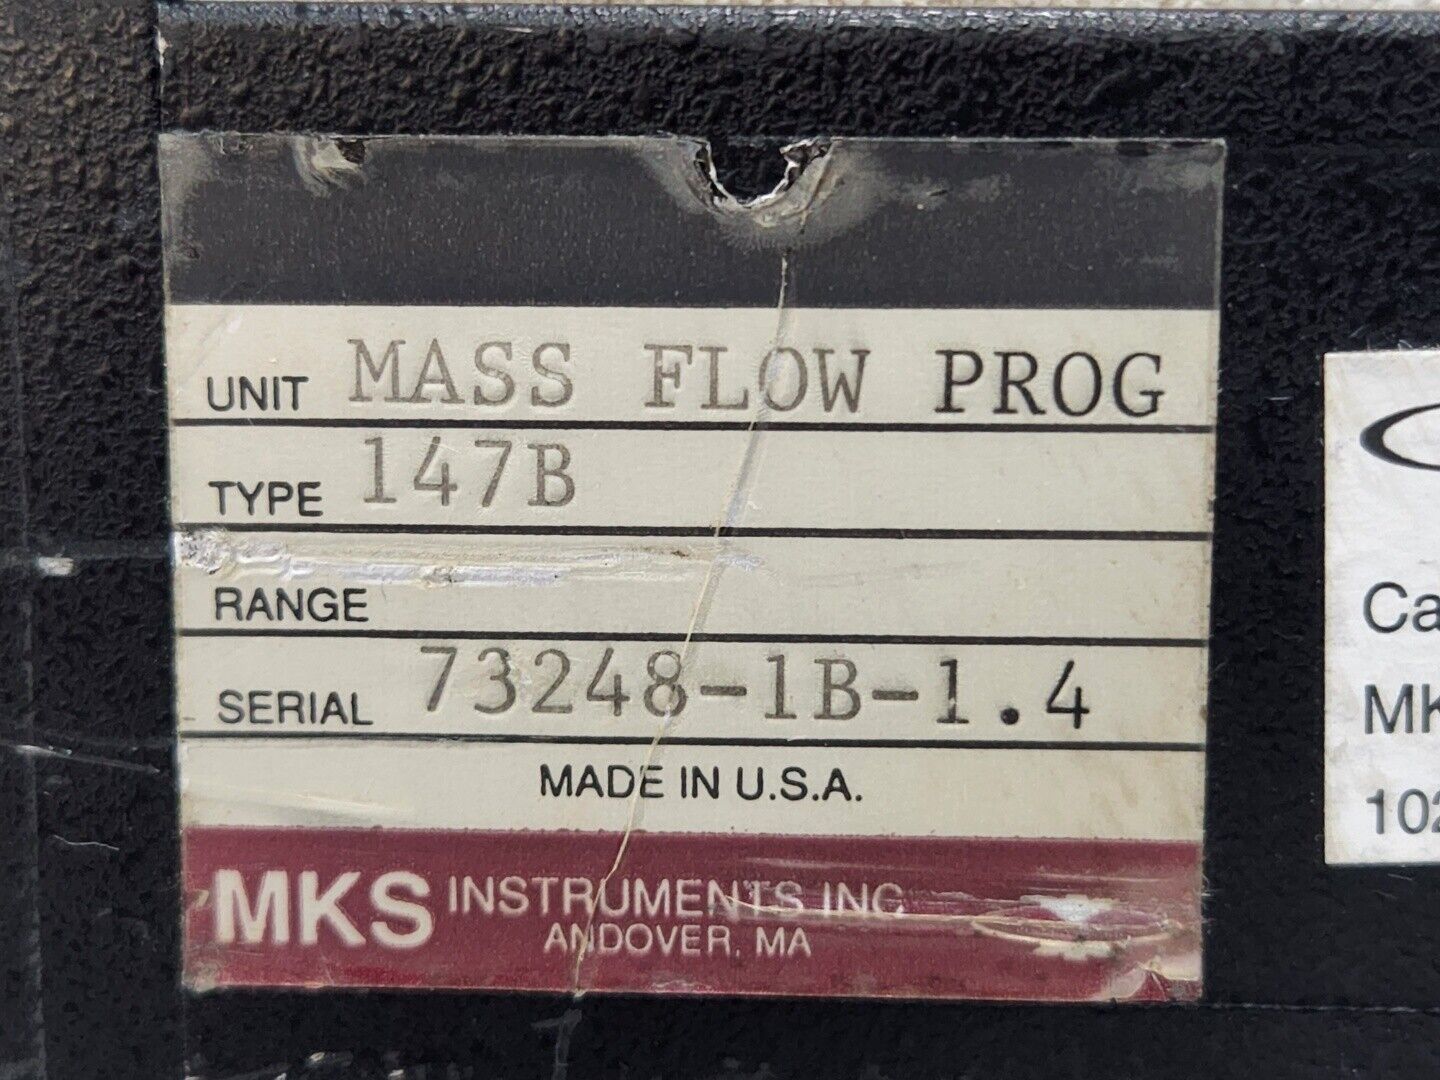 UNIT MASS FLOW PROG
TYPE 147B
RANGE
SERIAL 73248-1B-1.4
MADE IN U.S.A.
MKS INSTRUMENTS INC
ANDOVER, MA
Ca
MK
102